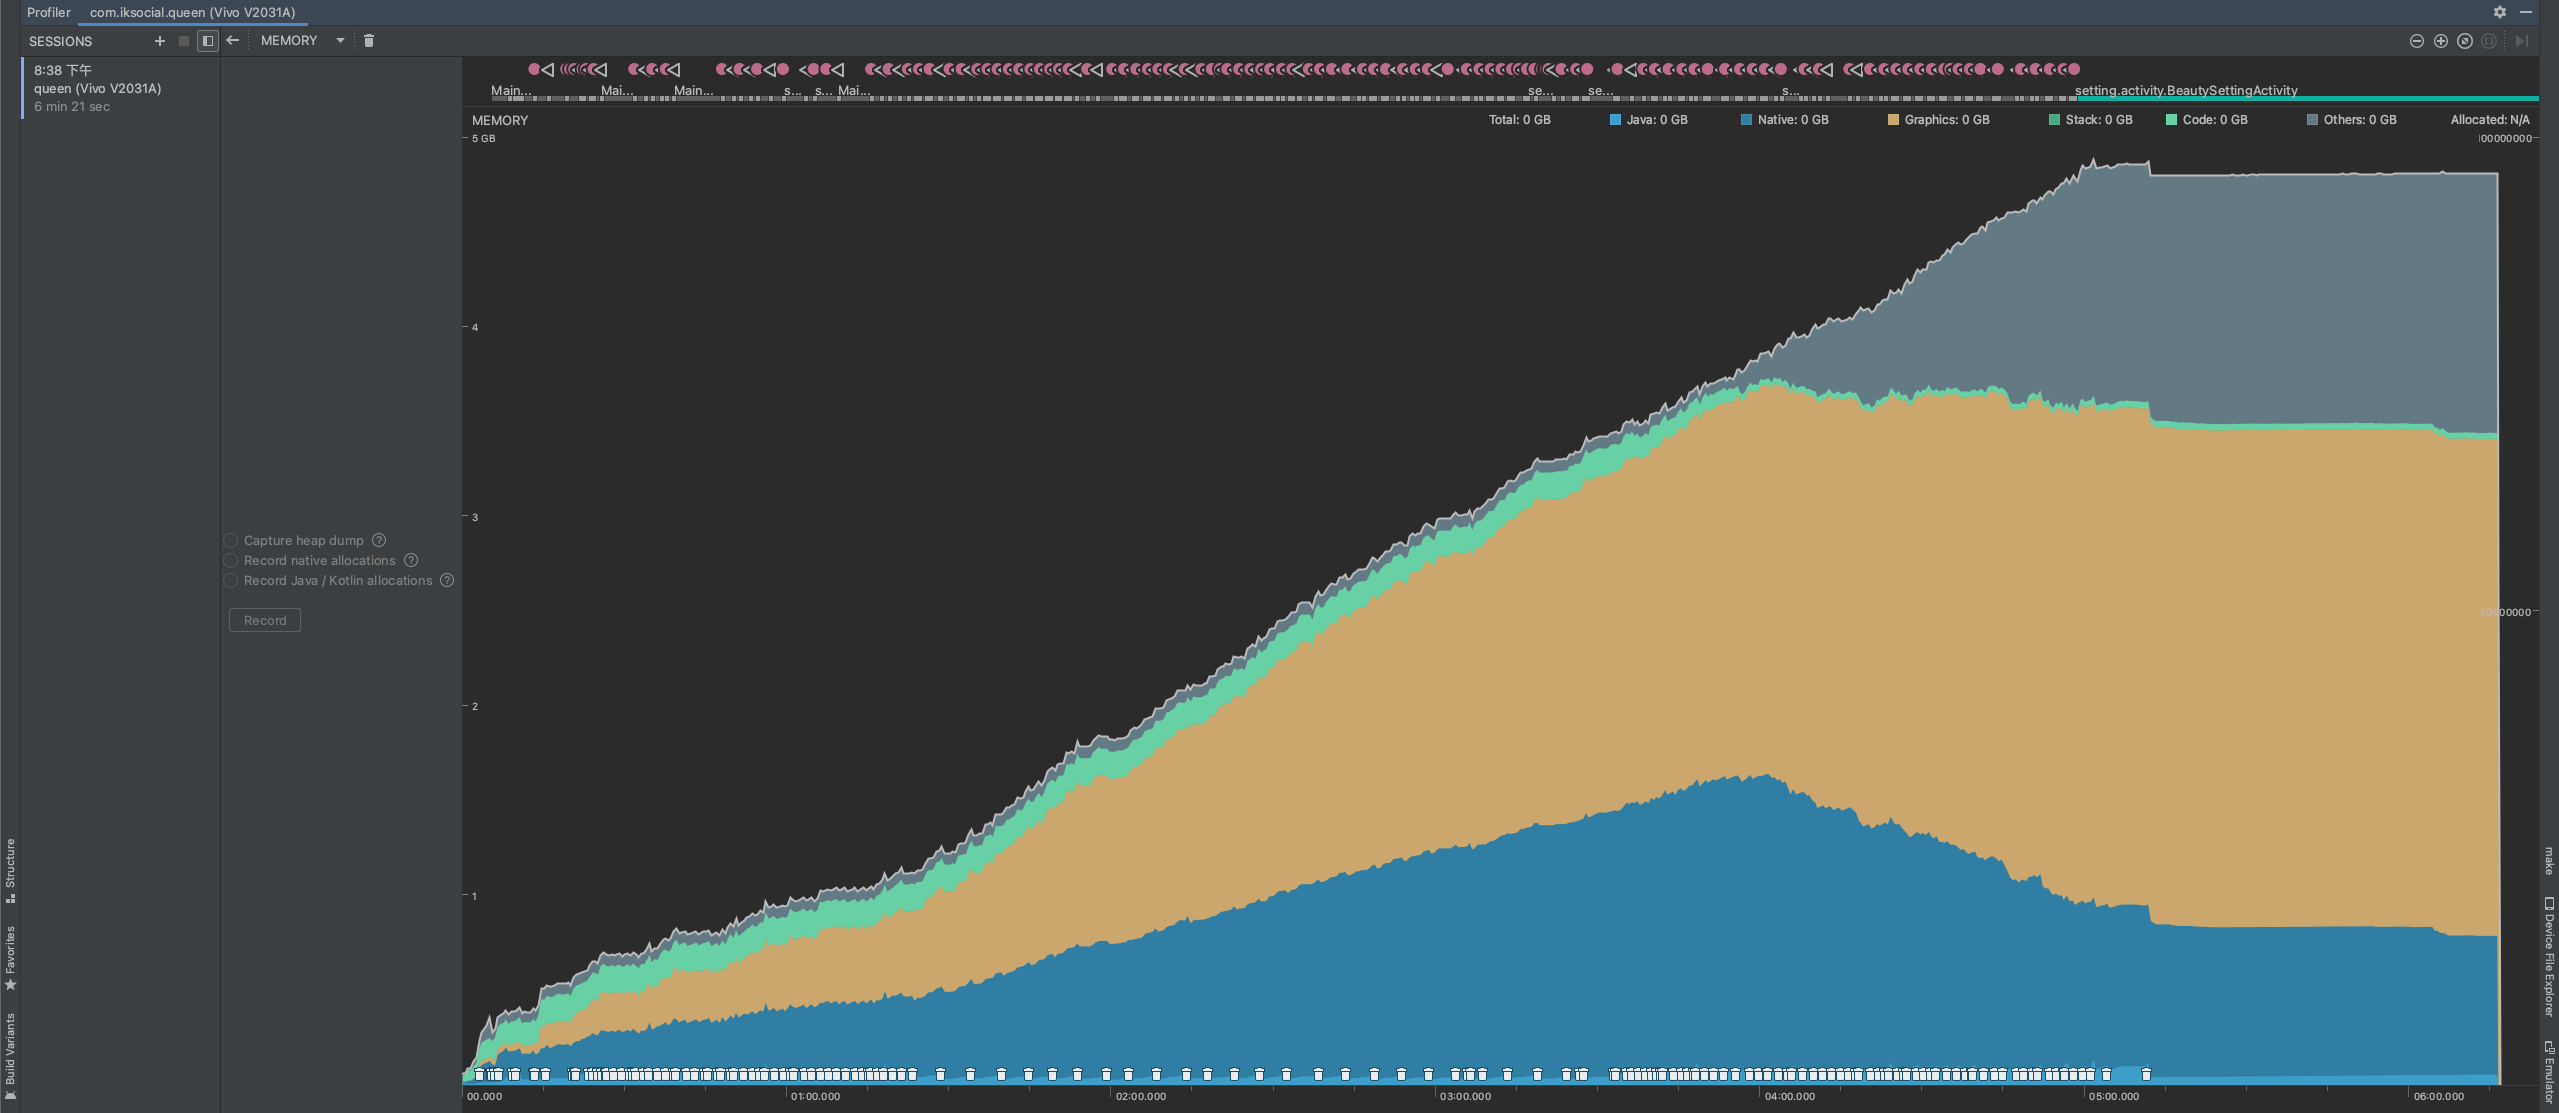 Profiler com.iksocial.queen (Vivo V2031A)
SESSIONS MEMORY
8:38 下午
queen (Vivo V2031A)
6 min 21 sec
Main... Mai... Main... s... s... Mai... se... se... s... setting.activity.BeautySettingActivity
MEMORY Total: 0 GB Java: 0 GB Native: 0 GB Graphics: 0 GB Stack: 0 GB Code: 0 GB Others: 0 GB Allocated: N/A
5 GB 100000000
4
3
Capture heap dump ?
Record native allocations ?
Record Java / Kotlin allocations ?
Record
50000000
2
1
00.000 01:00.000 02:00.000 03:00.000 04:00.000 05:00.000 06:00.000
Structure
Favorites
Build Variants
make
Device File Explorer
Emulator